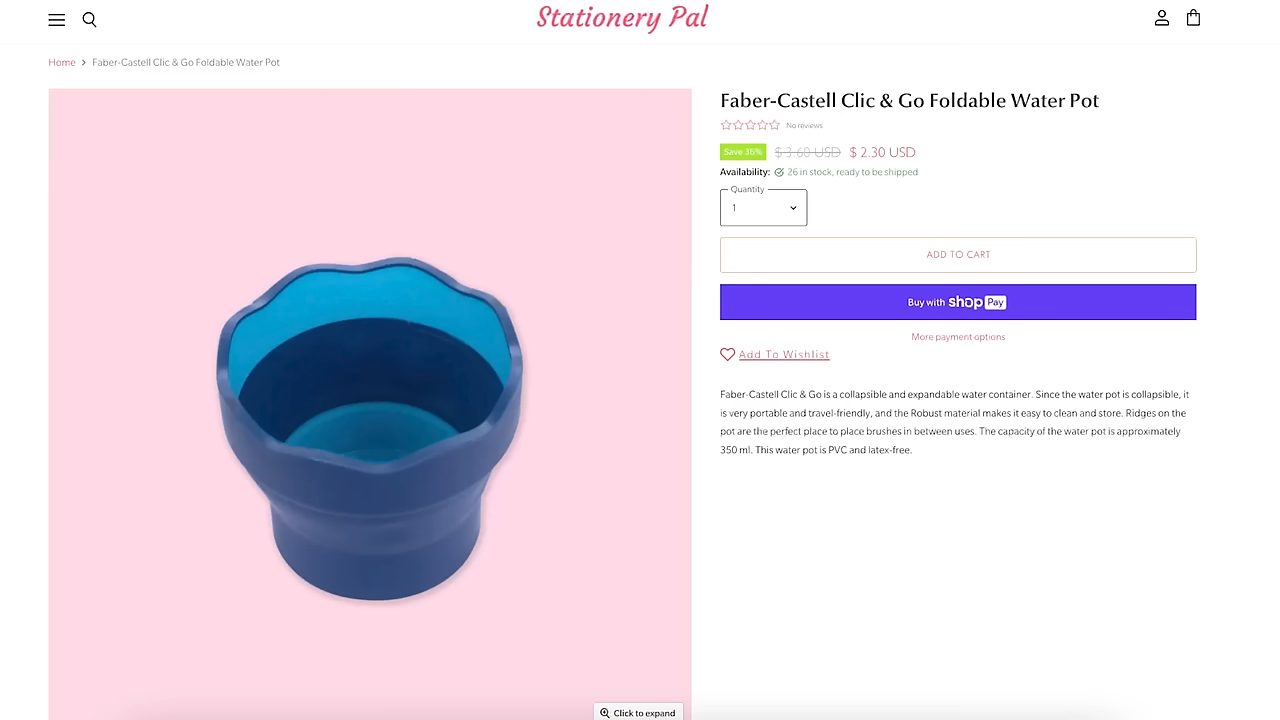 Stationery Pal
Home > Faber-Castell Clic & Go Foldable Water Pot
Faber-Castell Clic & Go Foldable Water Pot
No reviews
Save 36% $ 3.60 USD $ 2.30 USD
Availability: 26 in stock, ready to be shipped
Quantity
1
ADD TO CART
Buy with shop Pay
More payment options
Add To Wishlist
Faber-Castell Clic & Go is a collapsible and expandable water container. Since the water pot is collapsible, it
is very portable and travel-friendly, and the Robust material makes it easy to clean and store. Ridges on the
pot are the perfect place to place brushes in between uses. The capacity of the water pot is approximately
350 ml. This water pot is PVC and latex-free.
Click to expand